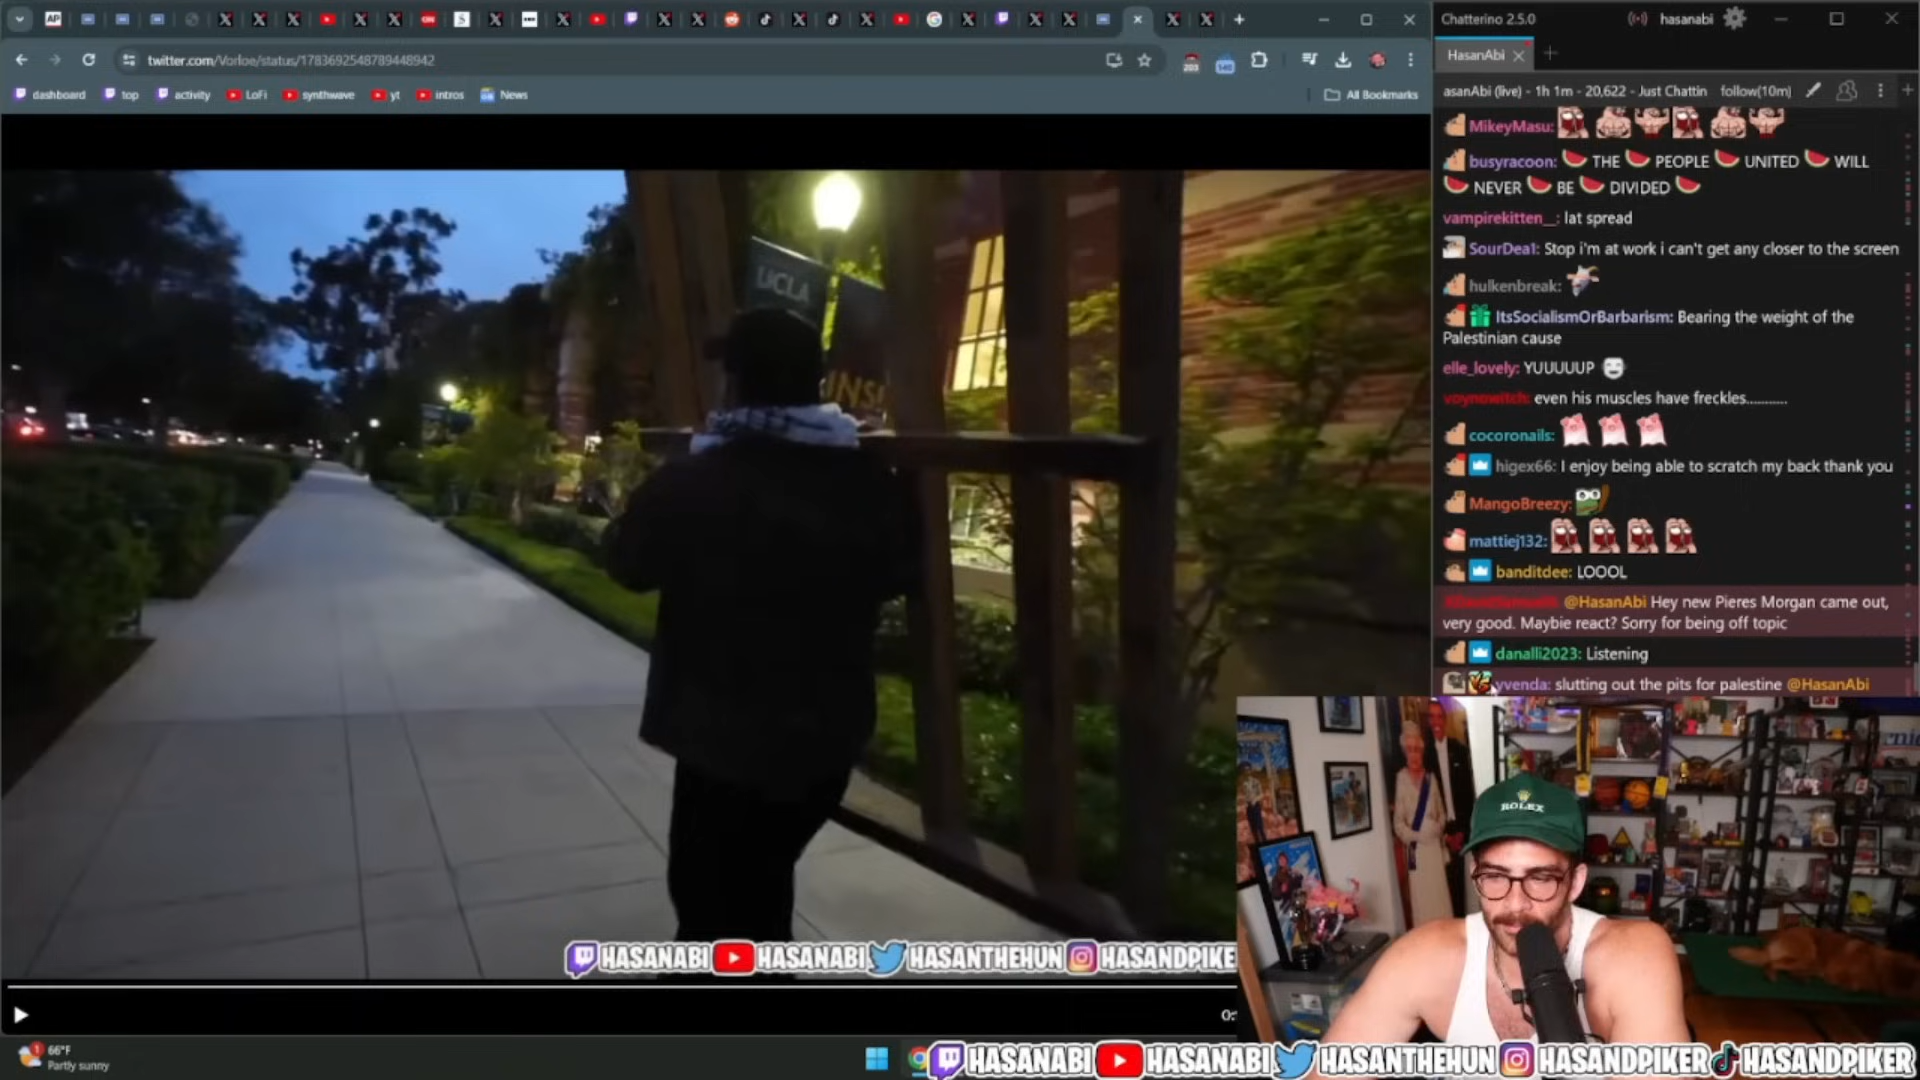 Chatterino 2.5.0
hasanabi
twitter.com/Vorloe/status/1783692548789448942
HasanAbi
dashboard
top
activity
LoFi
synthwave
yt
intros
News
All Bookmarks
asanAbi (live) - 1h 1m - 20,622 - Just Chattin
follow(10m)
MikeyMasu:
busyracoon: THE PEOPLE UNITED WILL
NEVER BE DIVIDED
vampirekitten__: lat spread
SourDea1: Stop i'm at work i can't get any closer to the screen
hulkenbreak:
ItsSocialismOrBarbarism: Bearing the weight of the
Palestinian cause
elle_lovely: YUUUUUP
voynowitch: even his muscles have freckles...........
cocoronails:
higex66: I enjoy being able to scratch my back thank you
MangoBreezy:
mattiej132:
banditdee: LOOOL
@HasanAbi Hey new Pieres Morgan came out,
very good. Maybie react? Sorry for being off topic
danalli2023: Listening
yvenda: slutting out the pits for palestine @HasanAbi
UCLA
INS
ROLEX
HASANABI HASANABI HASANTHEHUN HASANDPIKE
66°F
Partly sunny
HASANABI HASANABI HASANTHEHUN HASANDPIKER HASANDPIKER